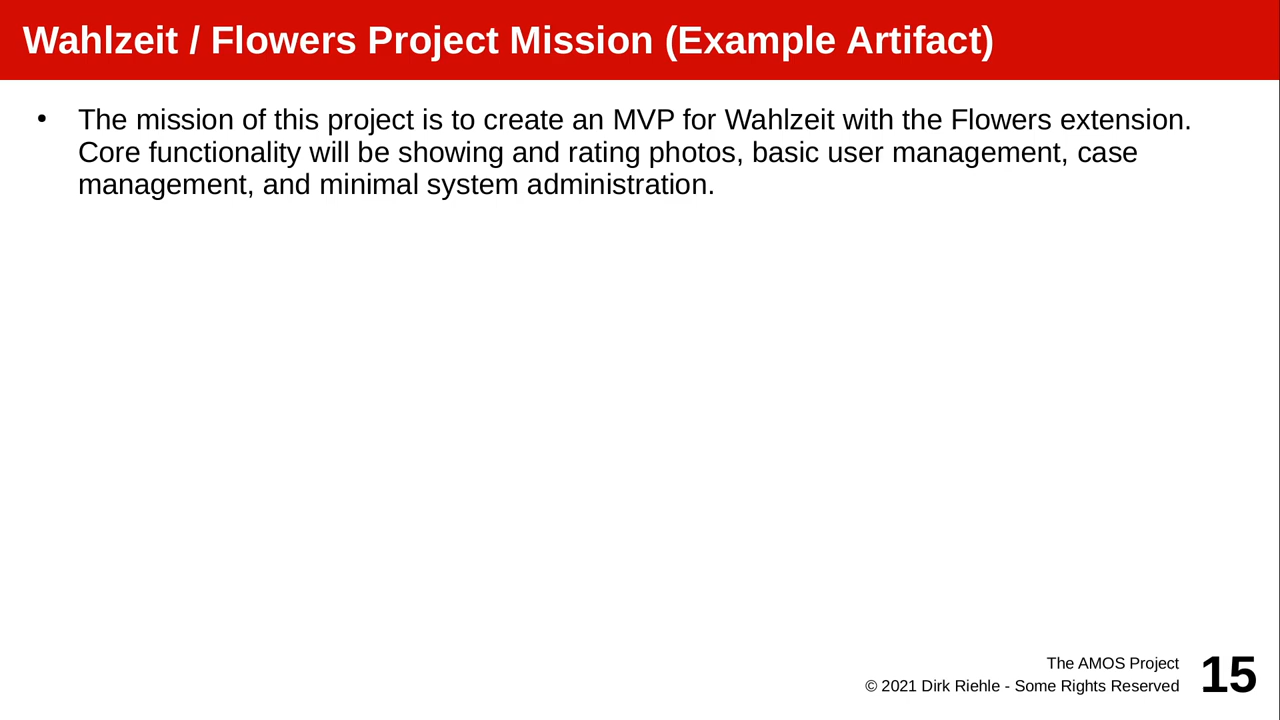 Wahlzeit / Flowers Project Mission (Example Artifact)
• The mission of this project is to create an MVP for Wahlzeit with the Flowers extension.
Core functionality will be showing and rating photos, basic user management, case
management, and minimal system administration.
The AMOS Project
© 2021 Dirk Riehle - Some Rights Reserved
15